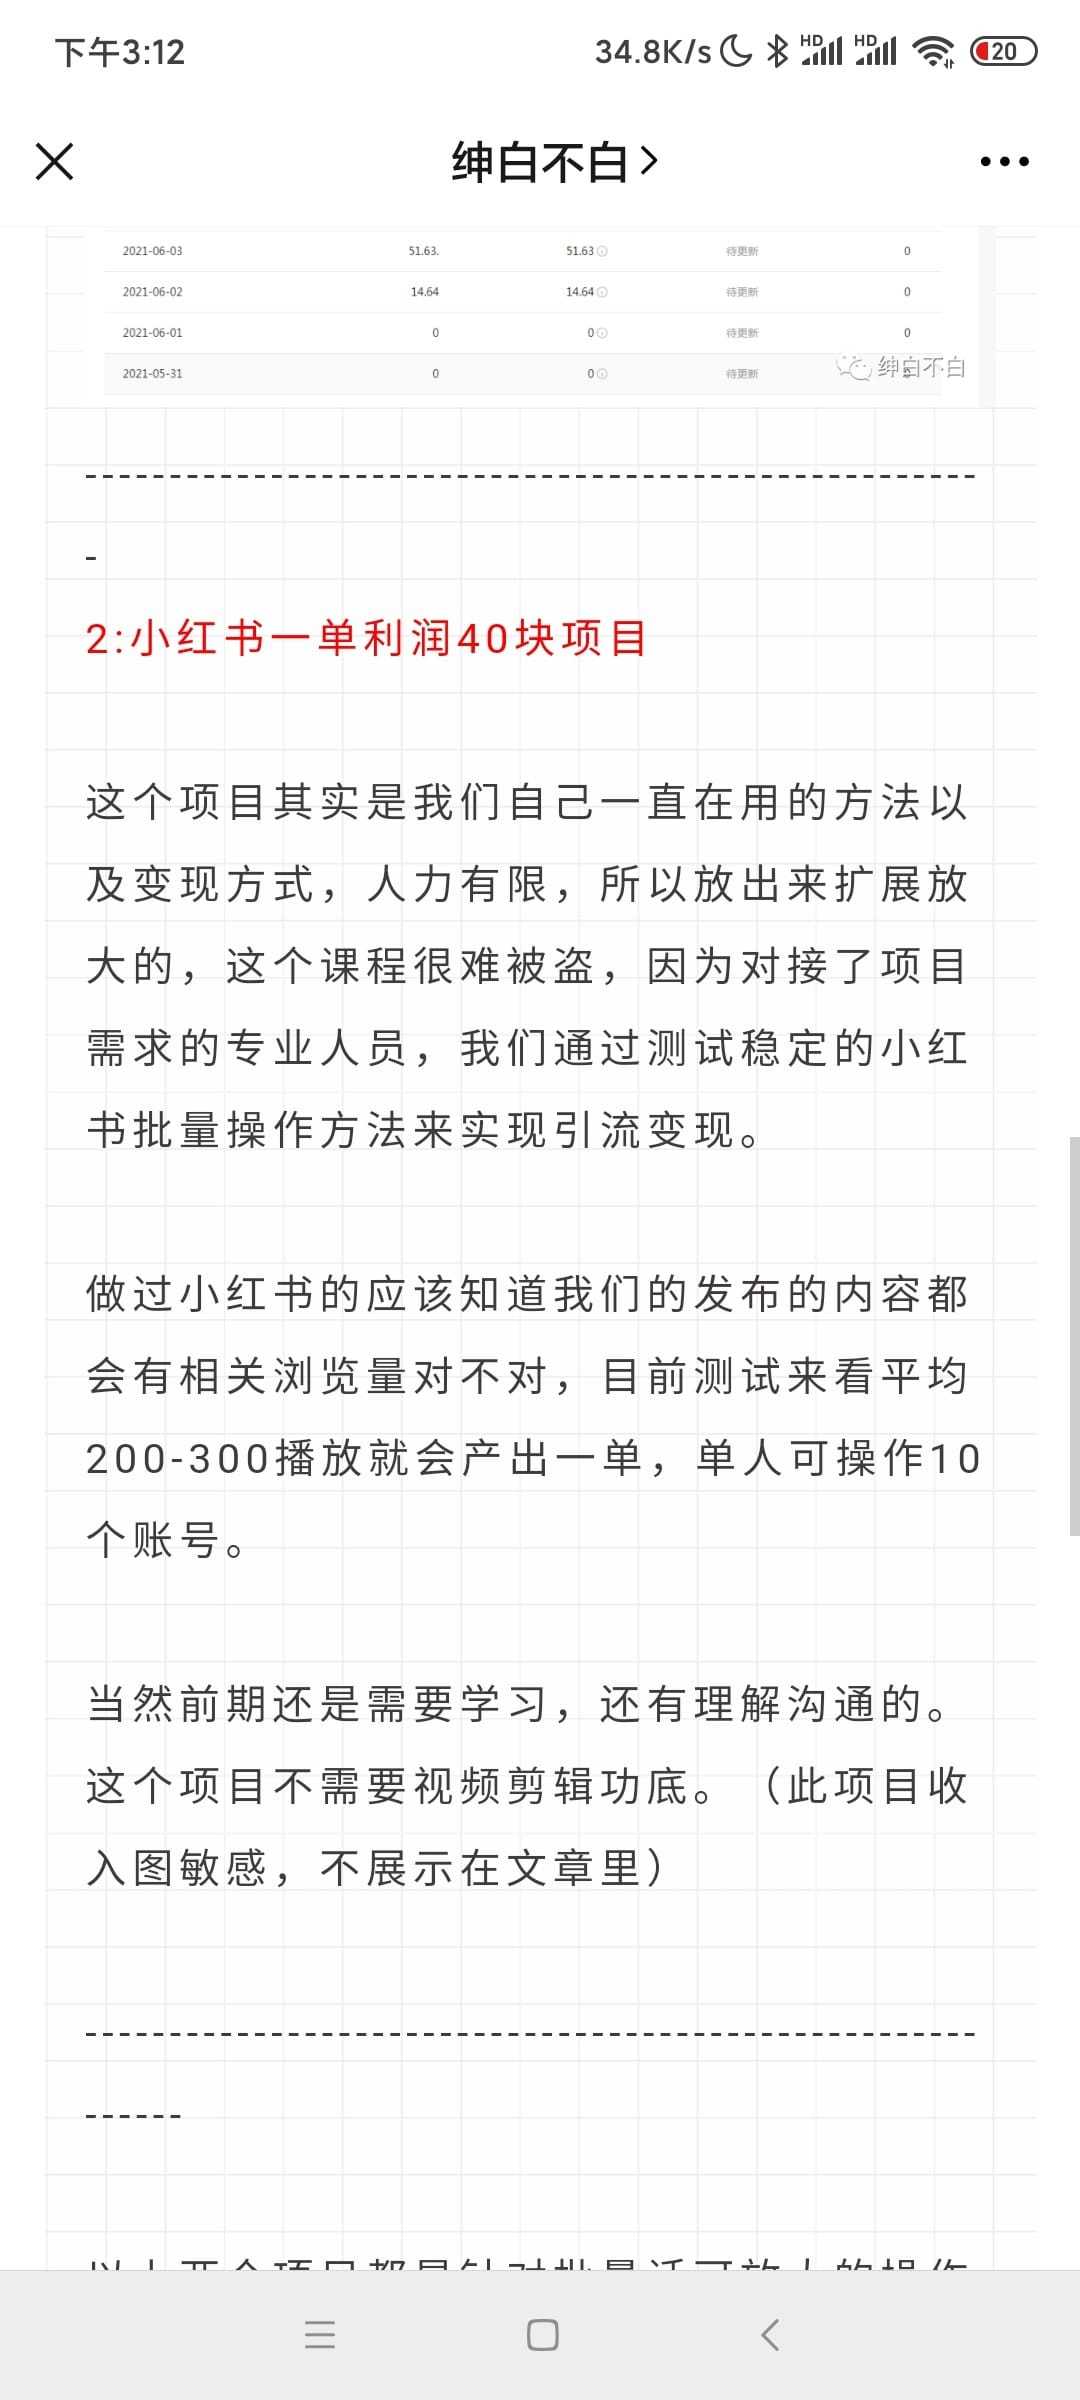 下午3:12
34.8K/s
HD
HD
20
绅白不白
2021-06-03 51.63. 51.63 待更新 0
2021-06-02 14.64 14.64 待更新 0
2021-06-01 0 0 待更新 0
2021-05-31 0 0 待更新
绅白不白
-------------------------------------------
-
2:小红书一单利润40块项目
这个项目其实是我们自己一直在用的方法以
及变现方式，人力有限，所以放出来扩展放
大的，这个课程很难被盗，因为对接了项目
需求的专业人员，我们通过测试稳定的小红
书批量操作方法来实现引流变现。
做过小红书的应该知道我们的发布的内容都
会有相关浏览量对不对，目前测试来看平均
200-300播放就会产出一单，单人可操作10
个账号。
当然前期还是需要学习，还有理解沟通的。
这个项目不需要视频剪辑功底。（此项目收
入图敏感，不展示在文章里）
-------------------------------------------
------